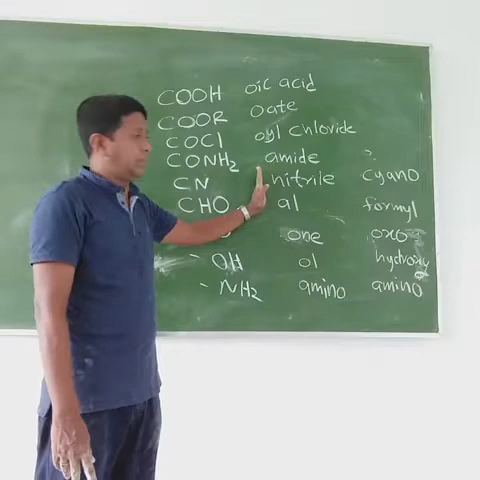 COOH oic acid
COOR oate
COCl oyl chloride
CONH2 amide ?
CN nitrile cyano
CHO al formyl
one oxo
- OH ol hydroxy
- NH2 amino amino